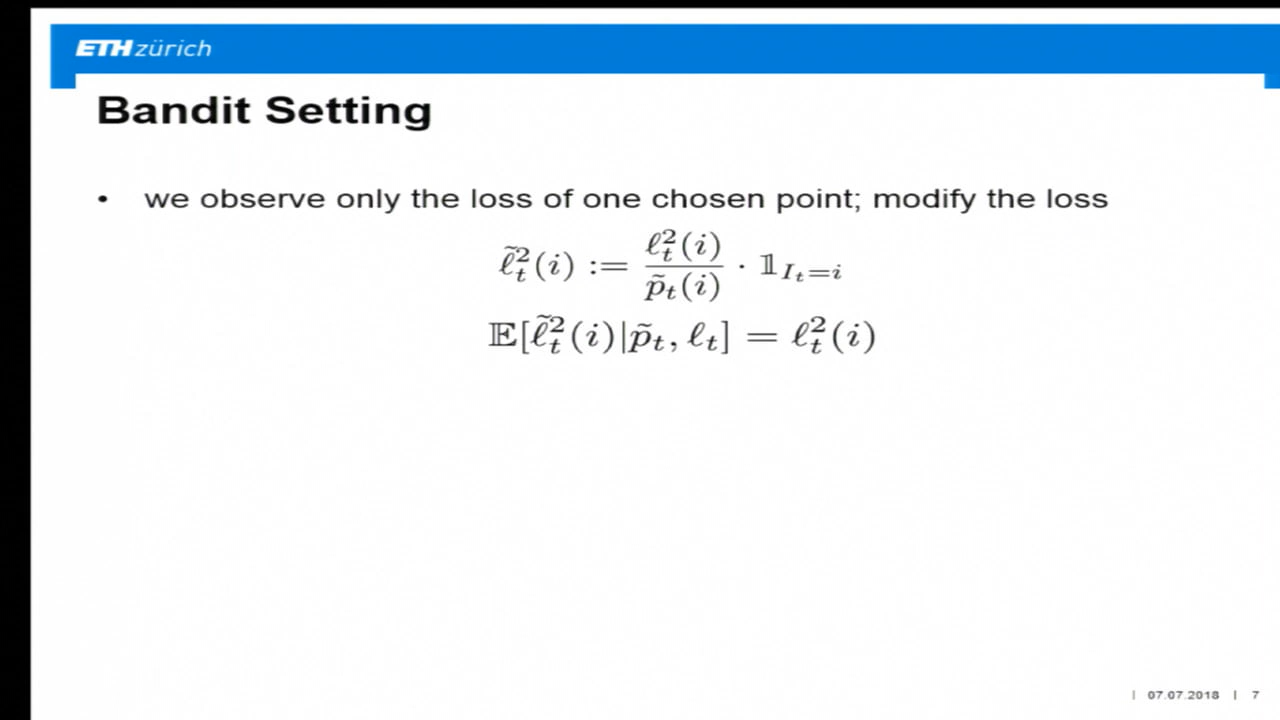 ETH zürich
Bandit Setting
• we observe only the loss of one chosen point; modify the loss
$\tilde{\ell}_t^2(i) := \frac{\ell_t^2(i)}{\tilde{p}_t(i)} \cdot \mathbb{1}_{I_t=i}$
$\mathbb{E}[\tilde{\ell}_t^2(i)|\tilde{p}_t, \ell_t] = \ell_t^2(i)$
| 07.07.2018 | 7